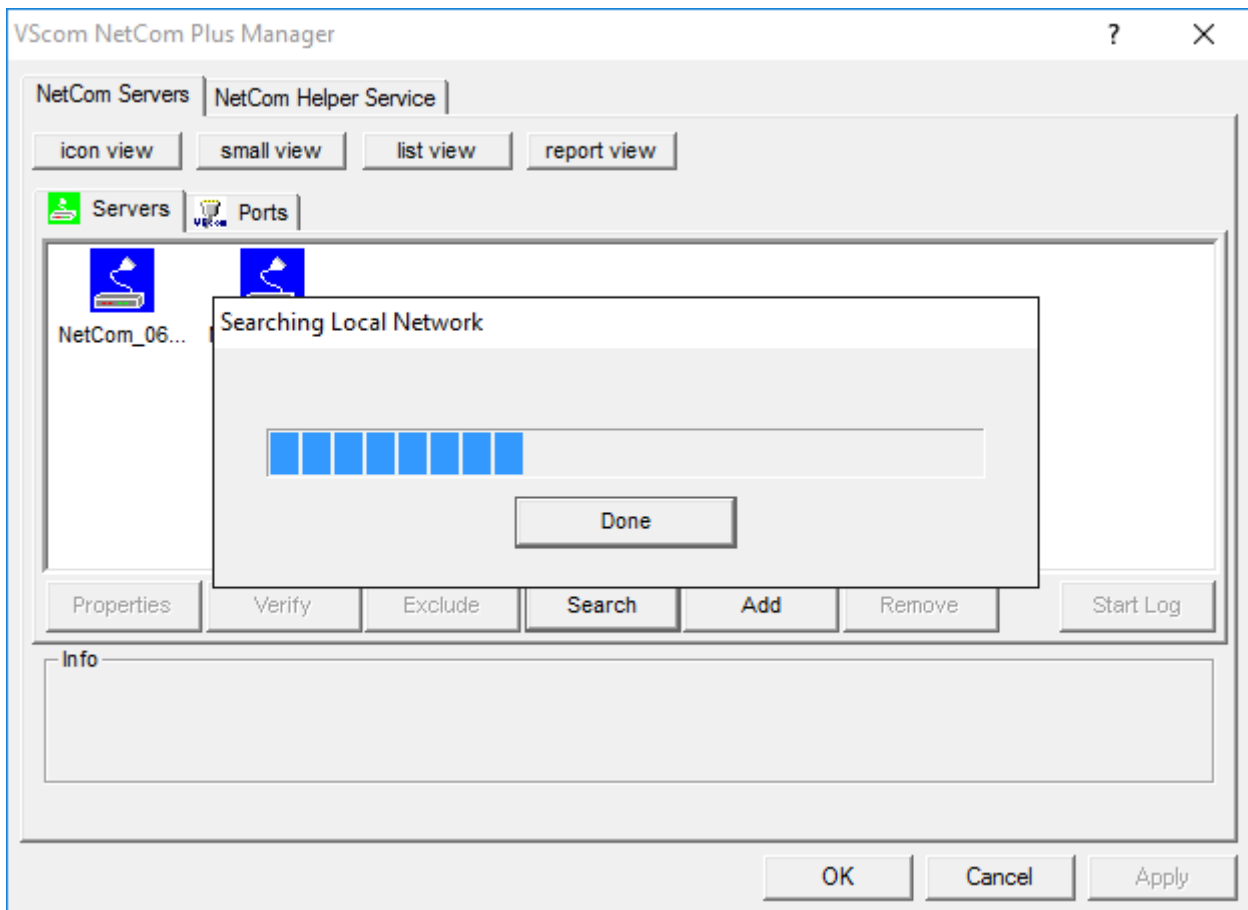 VScom NetCom Plus Manager
NetCom Servers NetCom Helper Service
icon view small view list view report view
Servers Ports
NetCom_06...
Searching Local Network
Done
Properties Verify Exclude Search Add Remove Start Log
Info
OK Cancel Apply